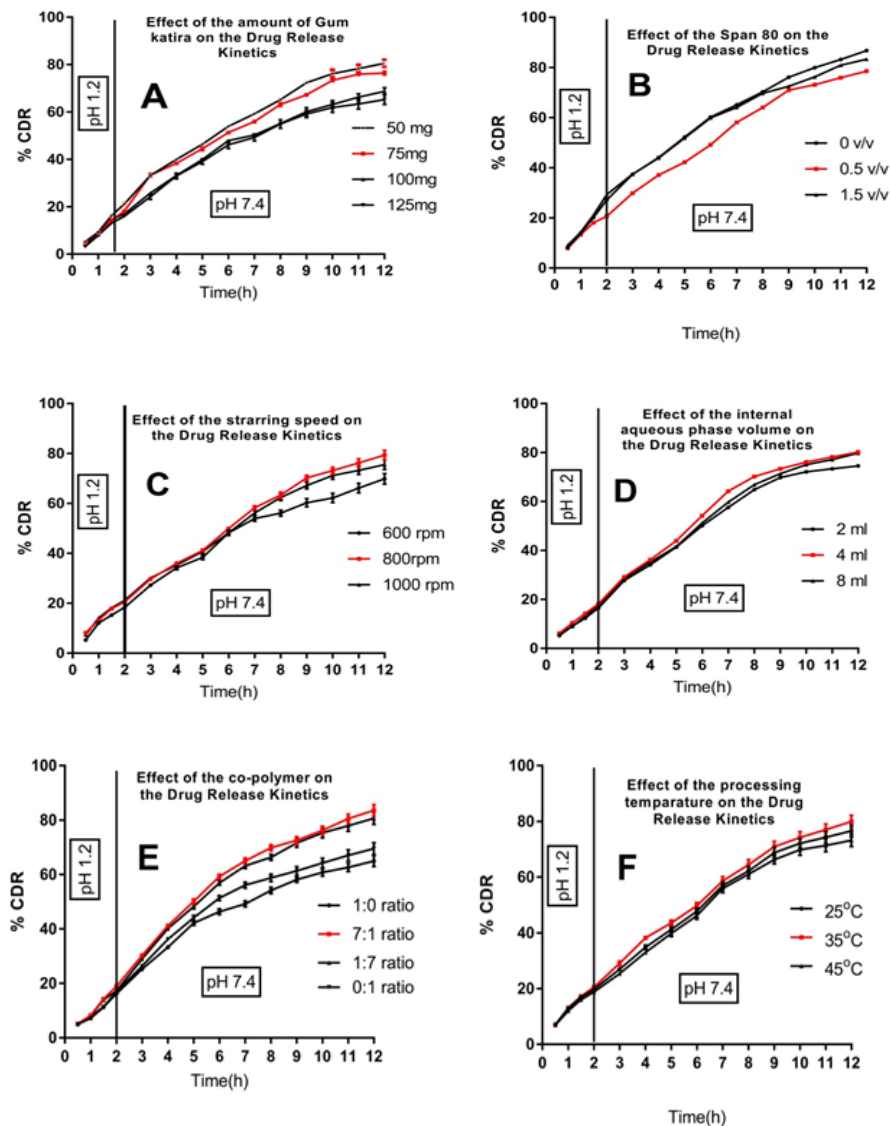 Effect of the amount of Gum
katira on the Drug Release
Kinetics
A
pH 1.2
pH 7.4
% CDR
100
80
60
40
20
0
0 1 2 3 4 5 6 7 8 9 10 11 12
Time(h)
50 mg
75mg
100mg
125mg
Effect of the Span 80 on the
Drug Release Kinetics
B
pH 1.2
pH 7.4
% CDR
100
80
60
40
20
0
0 1 2 3 4 5 6 7 8 9 10 11 12
Time(h)
0 v/v
0.5 v/v
1.5 v/v
Effect of the strarring speed on
the Drug Release Kinetics
C
pH 1.2
pH 7.4
% CDR
100
80
60
40
20
0
0 1 2 3 4 5 6 7 8 9 10 11 12
Time(h)
600 rpm
800rpm
1000 rpm
Effect of the internal
aqueous phase volume on
the Drug Release Kinetics
D
pH 1.2
pH 7.4
% CDR
100
80
60
40
20
0
0 1 2 3 4 5 6 7 8 9 10 11 12
Time(h)
2 ml
4 ml
8 ml
Effect of the co-polymer on
the Drug Release Kinetics
E
pH 1.2
pH 7.4
% CDR
100
80
60
40
20
0
0 1 2 3 4 5 6 7 8 9 10 11 12
Time(h)
1:0 ratio
7:1 ratio
1:7 ratio
0:1 ratio
Effect of the processing
temparature on the Drug
Release Kinetics
F
pH 1.2
pH 7.4
% CDR
100
80
60
40
20
0
0 1 2 3 4 5 6 7 8 9 10 11 12
Time(h)
25°C
35°C
45°C